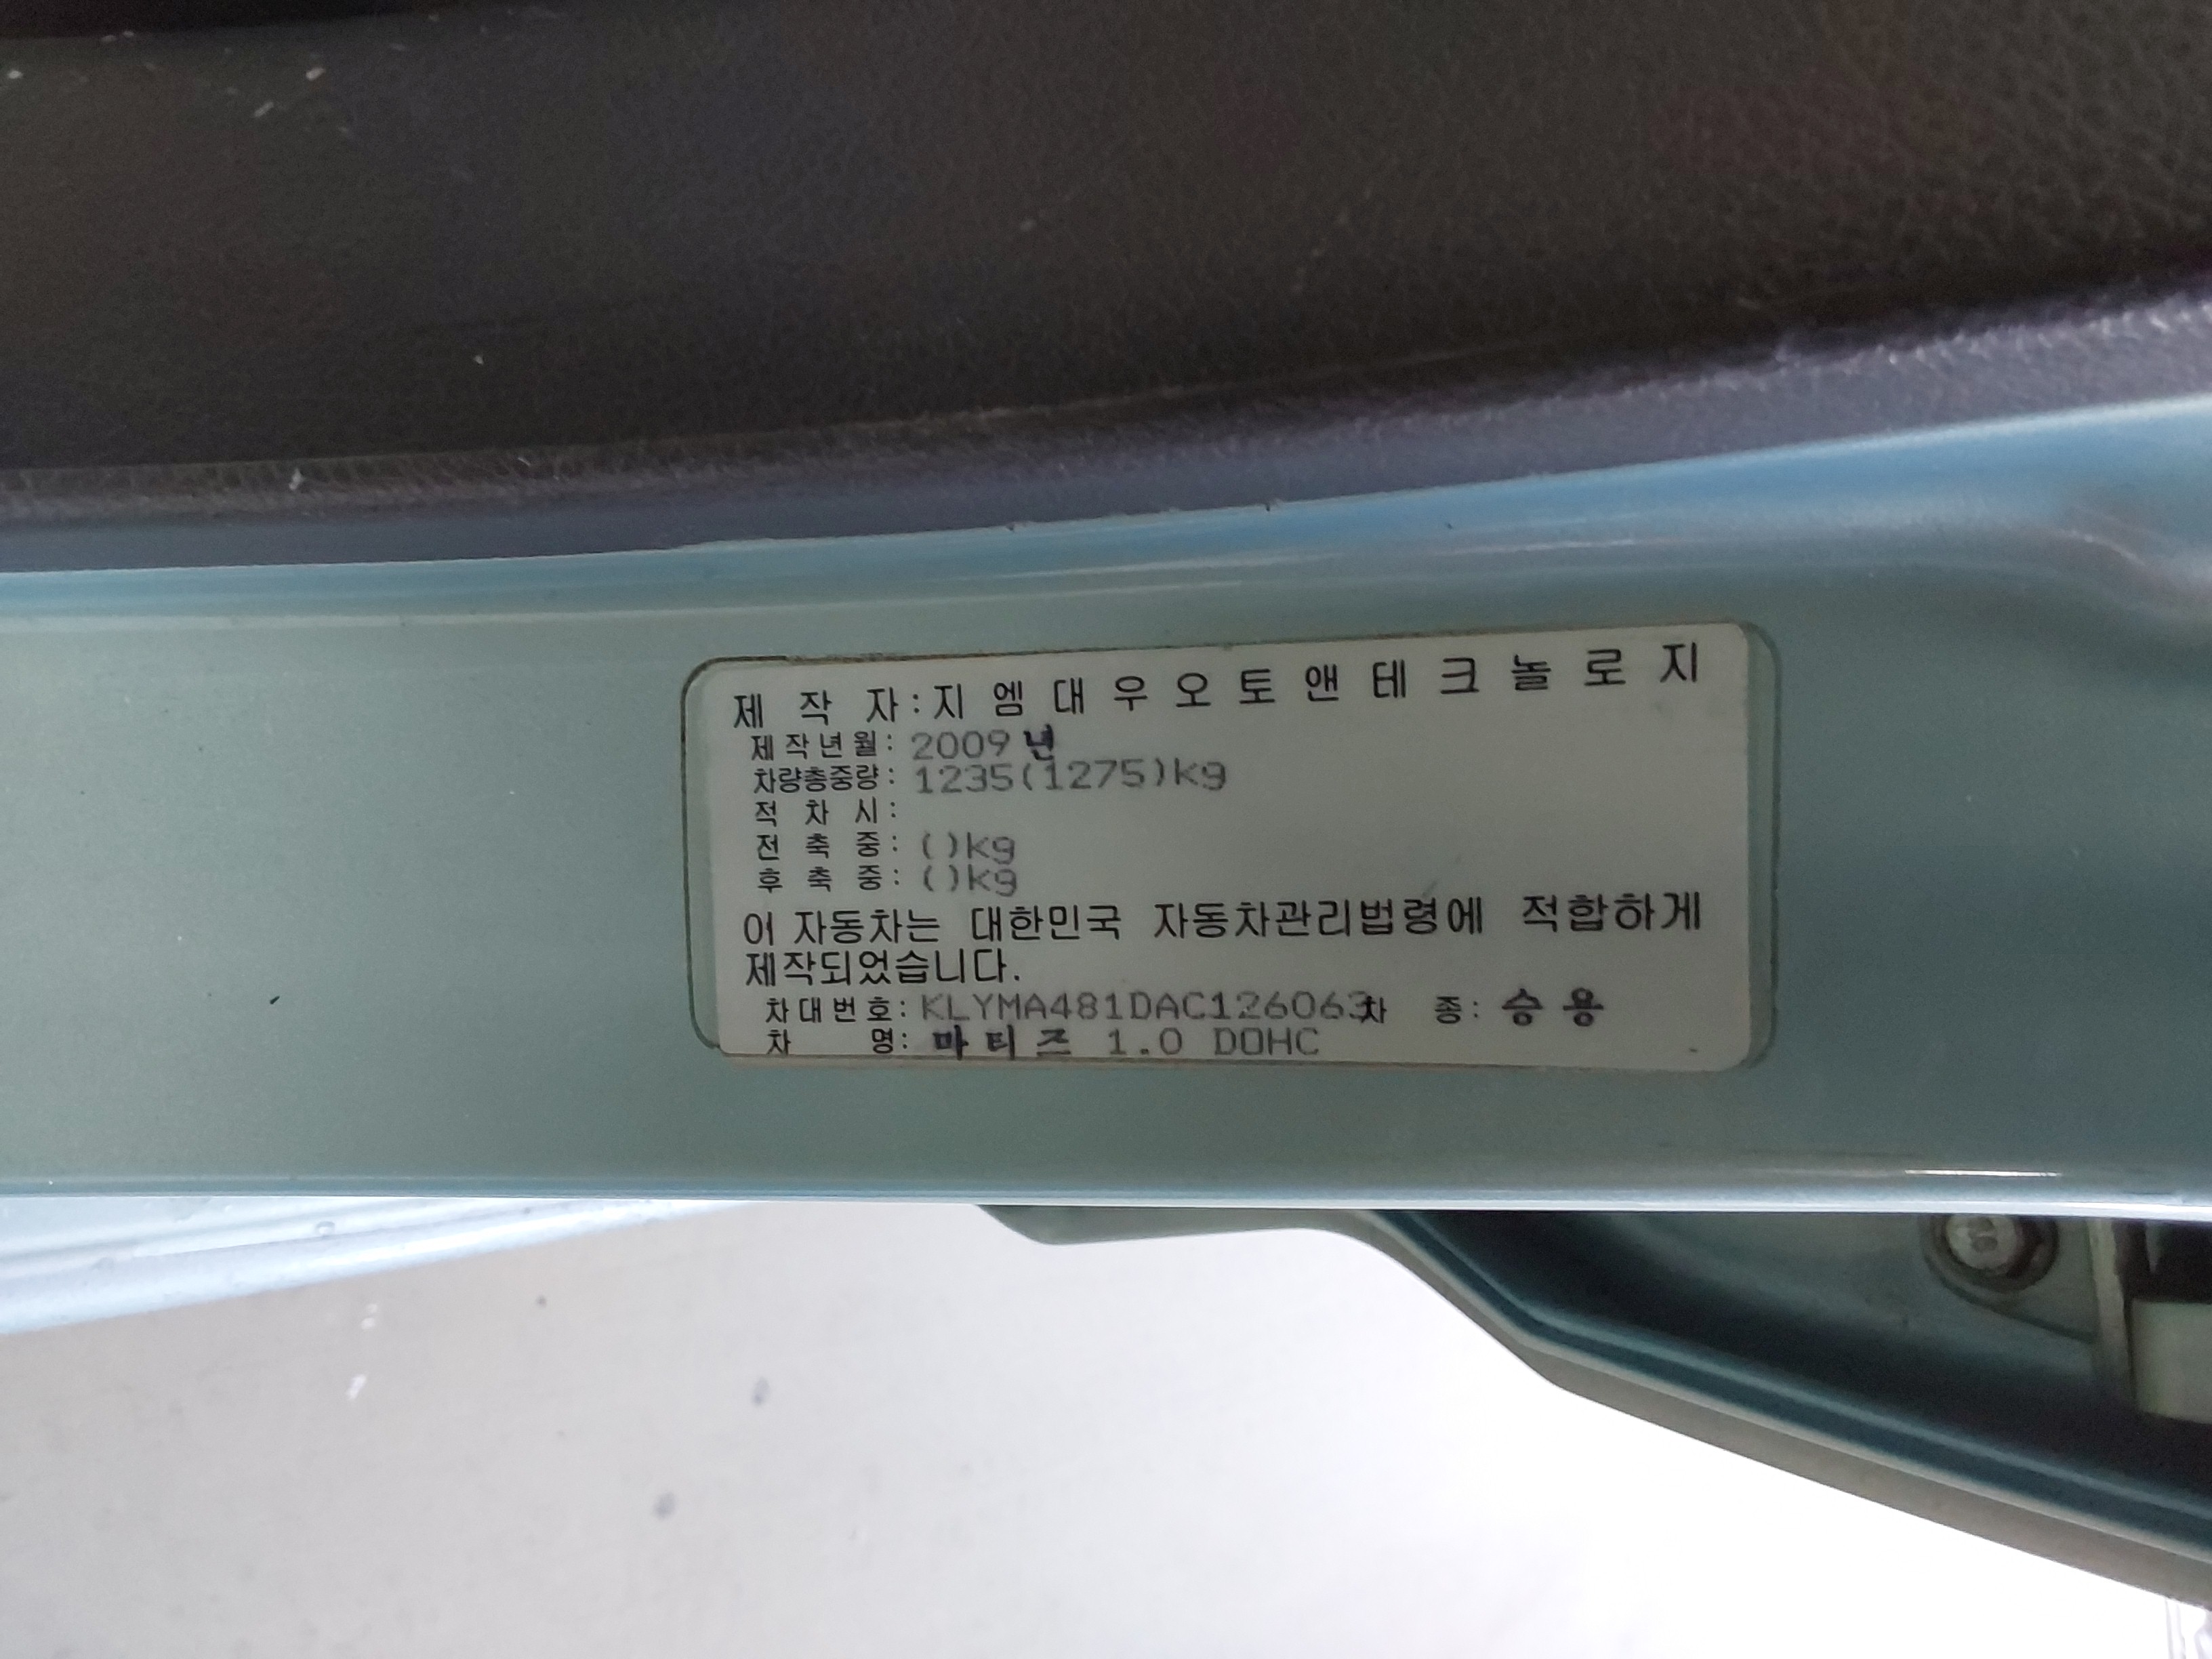 제 작 자 : 지 엠 대 우 오 토 앤 테 크 놀 로 지
제작년월 : 2009 년
차량총중량 : 1235(1275)kg
적 차 시 :
전 축 중 : ( )kg
후 축 중 : ( )kg
이 자동차는 대한민국 자동차관리법령에 적합하게
제작되었습니다.
차대번호 : KLYMA481DAC126063 차 종 : 승 용
차 명 : 마 티 즈 1.0 DOHC